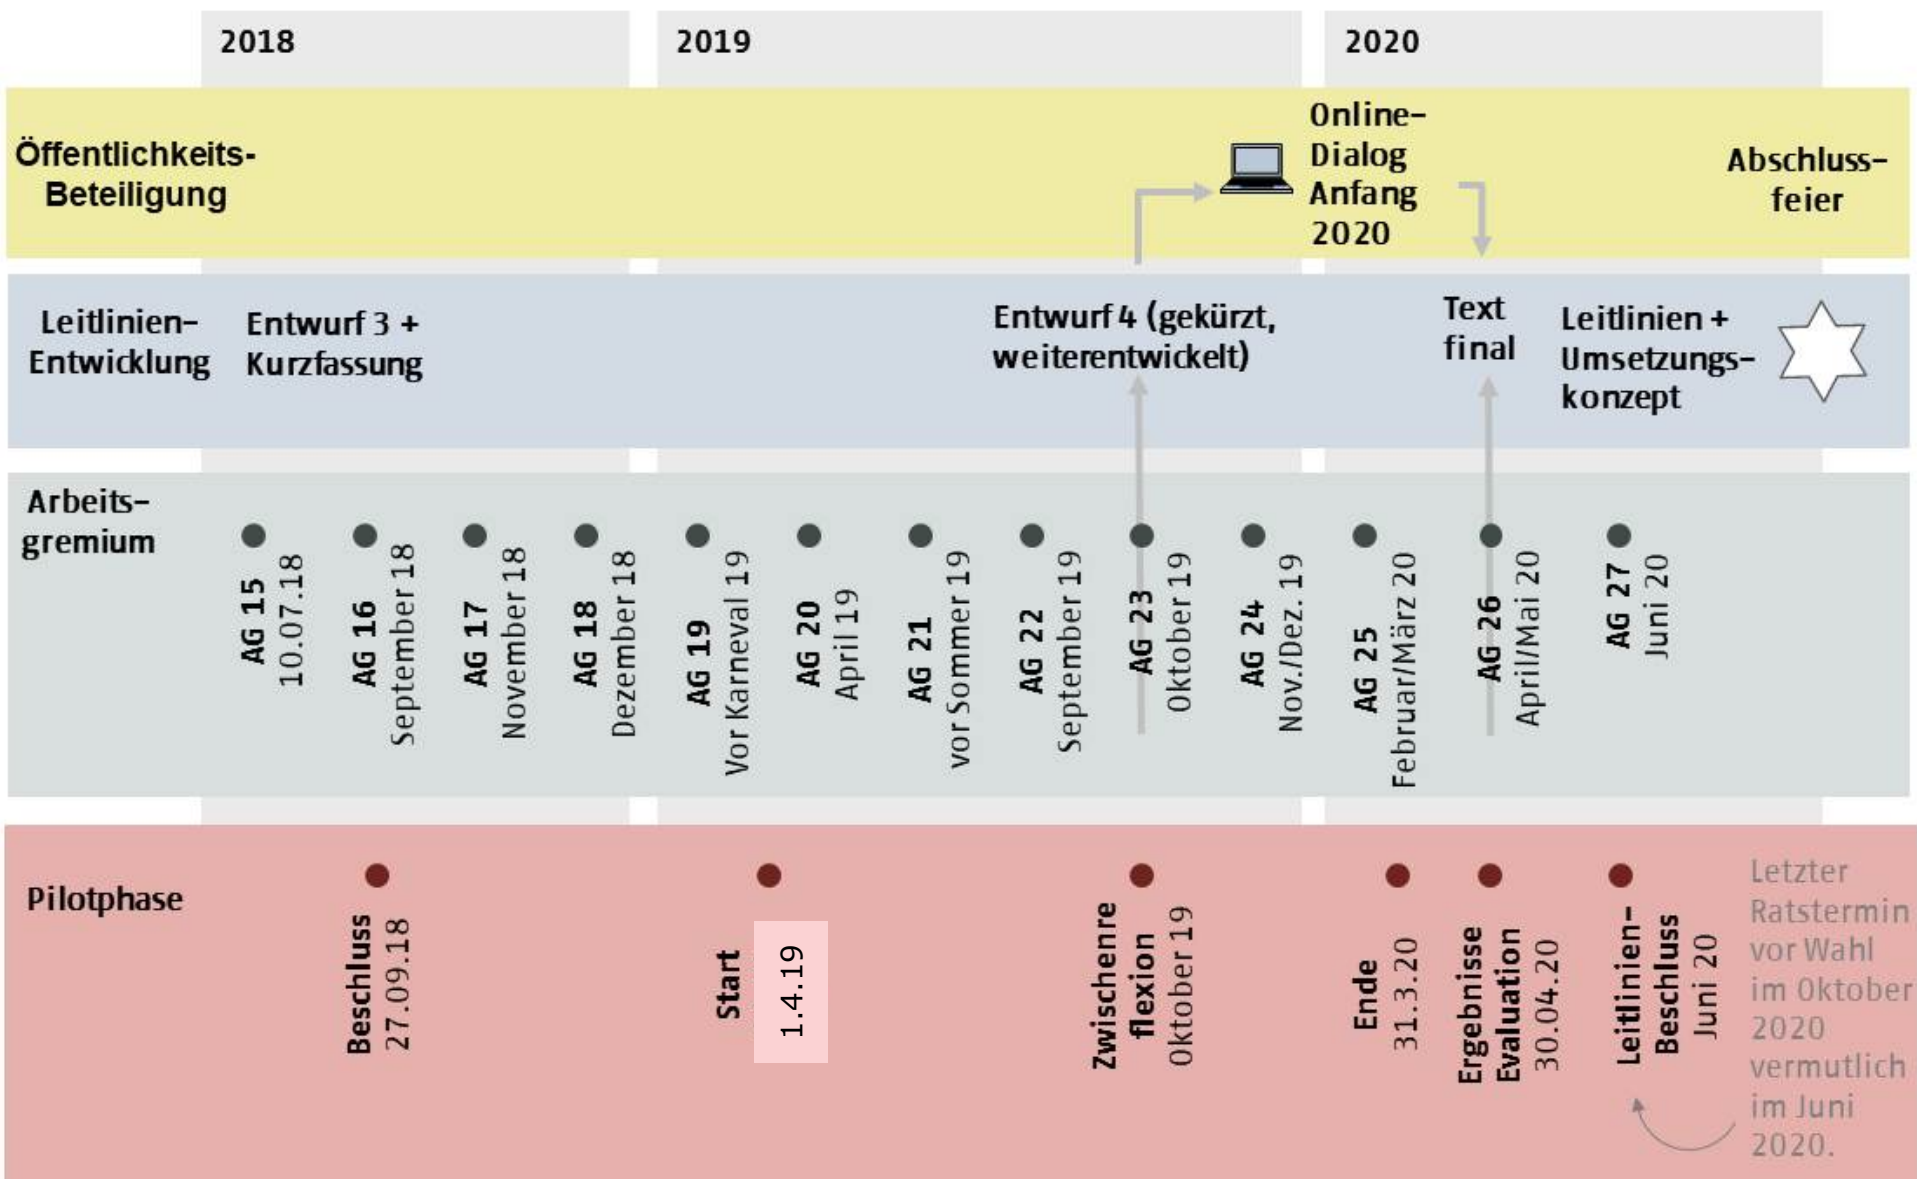 2018
2019
2020
Öffentlichkeits-
Beteiligung
Online-
Dialog
Anfang
2020
Abschluss-
feier
Leitlinien-
Entwicklung
Entwurf 3 +
Kurzfassung
Entwurf 4 (gekürzt,
weiterentwickelt)
Text
final
Leitlinien +
Umsetzungs-
konzept
Arbeits-
gremium
AG 15
10.07.18
AG 16
September 18
AG 17
November 18
AG 18
Dezember 18
AG 19
Vor Karneval 19
AG 20
April 19
AG 21
vor Sommer 19
AG 22
September 19
AG 23
Oktober 19
AG 24
Nov./Dez. 19
AG 25
Februar/März 20
AG 26
April/Mai 20
AG 27
Juni 20
Pilotphase
Beschluss
27.09.18
Start
1.4.19
Zwischenre
flexion
Oktober 19
Ende
31.3.20
Ergebnisse
Evaluation
30.04.20
Leitlinien-
Beschluss
Juni 20
Letzter
Ratstermin
vor Wahl
im Oktober
2020
vermutlich
im Juni
2020.